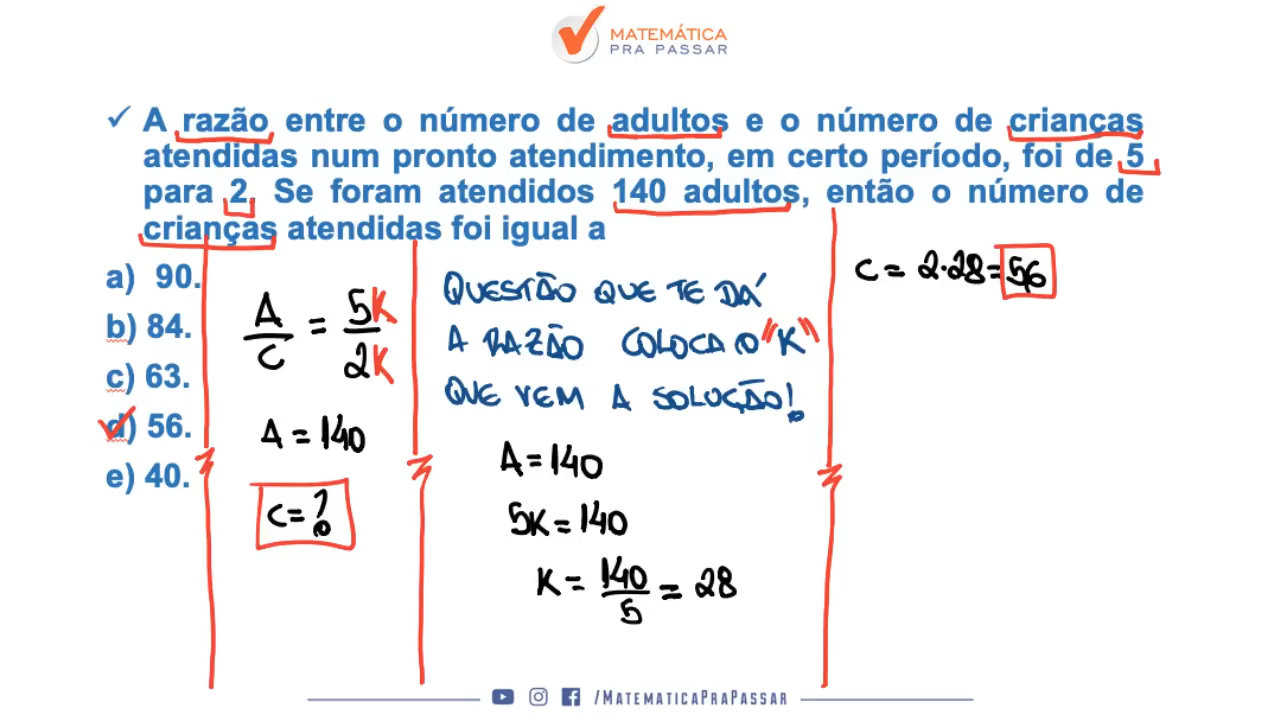 MATEMÁTICA
PRA PASSAR
✓ A razão entre o número de adultos e o número de crianças
atendidas num pronto atendimento, em certo período, foi de 5
para 2. Se foram atendidos 140 adultos, então o número de
crianças atendidas foi igual a
a) 90.
b) 84.
c) 63.
d) 56.
e) 40.
A/C = 5K/2K
A = 140
C = ?
QUESTÃO QUE TE DÁ
A RAZÃO COLOCA O "K"
QUE VEM A SOLUÇÃO!
A = 140
5K = 140
K = 140/5 = 28
C = 2·28 = 56
/MATEMATICAPRAPASSAR